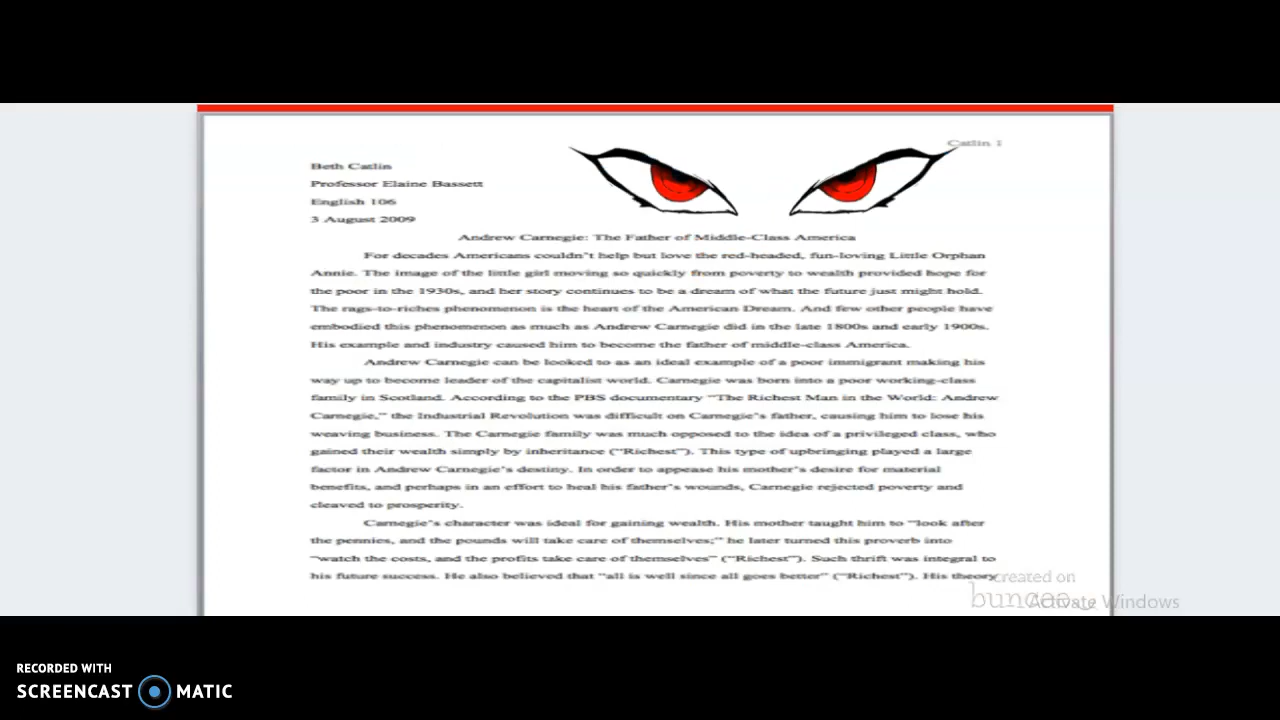 Catlin 1
Beth Catlin
Professor Elaine Bassett
English 106
3 August 2009
Andrew Carnegie: The Father of Middle-Class America
For decades Americans couldn't help but love the red-headed, fun-loving Little Orphan
Annie. The image of the little girl moving so quickly from poverty to wealth provided hope for
the poor in the 1930s, and her story continues to be a dream of what the future just might hold.
The rags-to-riches phenomenon is the heart of the American Dream. And few other people have
embodied this phenomenon as much as Andrew Carnegie did in the late 1800s and early 1900s.
His example and industry caused him to become the father of middle-class America.
Andrew Carnegie can be looked to as an ideal example of a poor immigrant making his
way up to become leader of the capitalist world. Carnegie was born into a poor working-class
family in Scotland. According to the PBS documentary “The Richest Man in the World: Andrew
Carnegie,” the Industrial Revolution was difficult on Carnegie's father, causing him to lose his
weaving business. The Carnegie family was much opposed to the idea of a privileged class, who
gained their wealth simply by inheritance (“Richest”). This type of upbringing played a large
factor in Andrew Carnegie's destiny. In order to appease his mother's desire for material
benefits, and perhaps in an effort to heal his father's wounds, Carnegie rejected poverty and
cleaved to prosperity.
Carnegie's character was ideal for gaining wealth. His mother taught him to “look after
the pennies, and the pounds will take care of themselves;” he later turned this proverb into
“watch the costs, and the profits take care of themselves” (“Richest”). Such thrift was integral to
his future success. He also believed that “all is well since all goes better” (“Richest”). His theory
created on
buncee
Activate Windows
RECORDED WITH
SCREENCAST MATIC